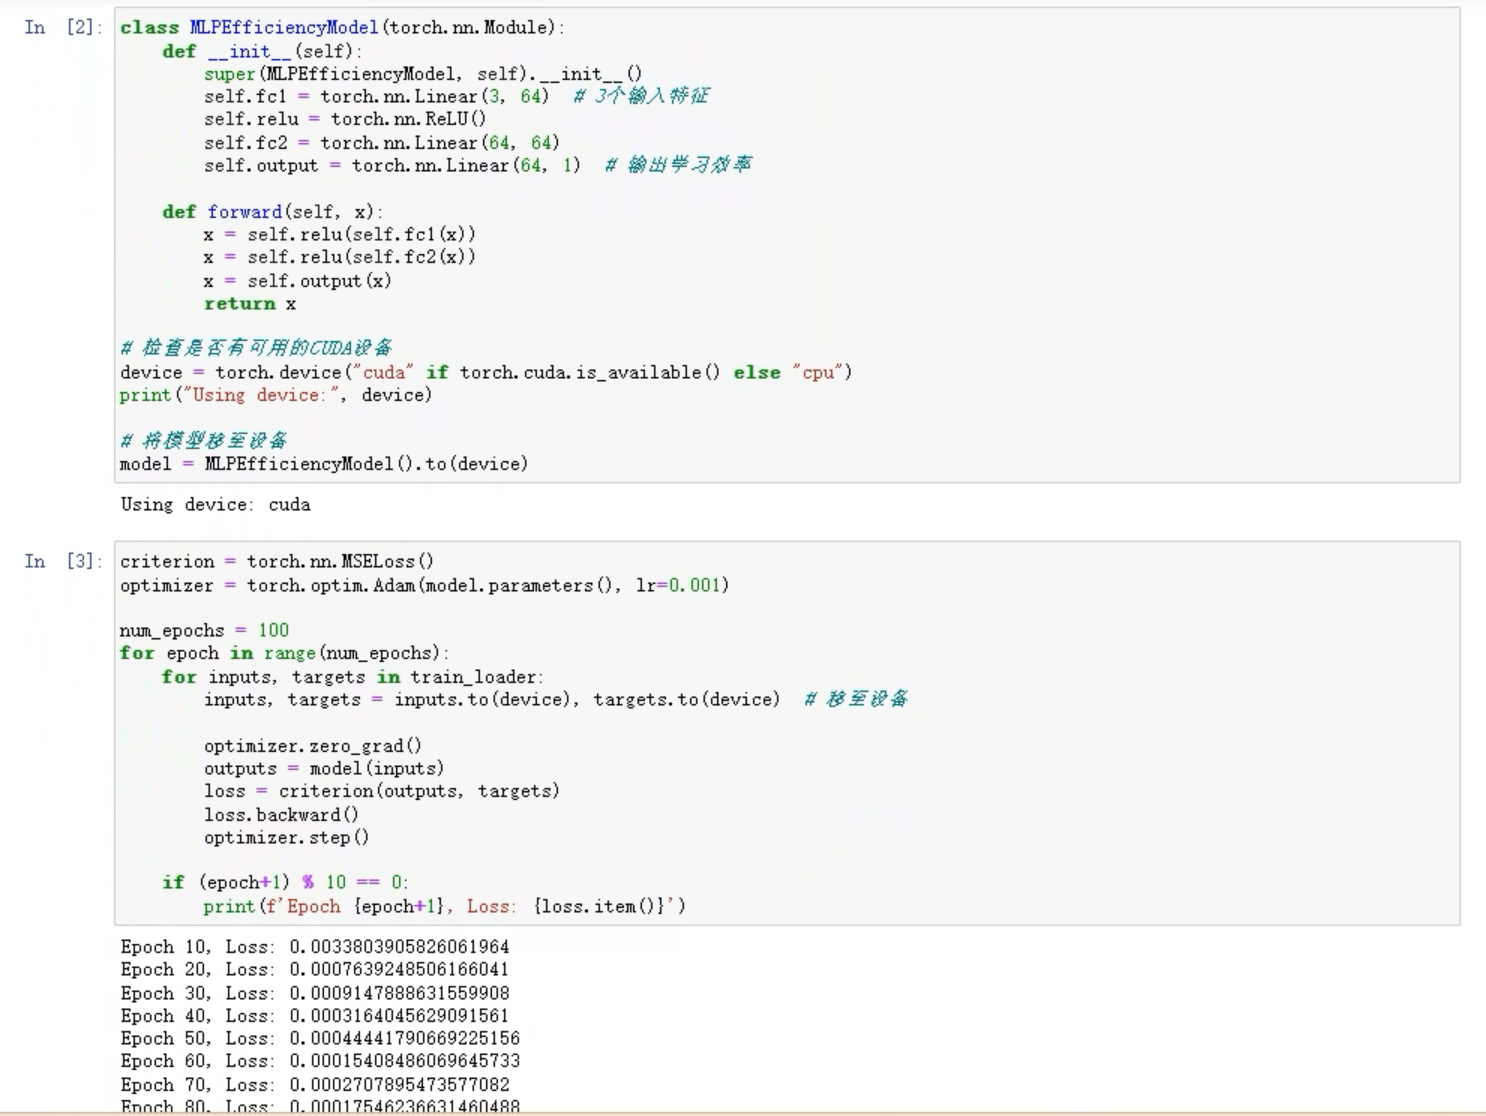 In [2]: class MLPEfficiencyModel(torch.nn.Module):
def __init__(self):
super(MLPEfficiencyModel, self).__init__()
self.fc1 = torch.nn.Linear(3, 64)  # 3个输入特征
self.relu = torch.nn.ReLU()
self.fc2 = torch.nn.Linear(64, 64)
self.output = torch.nn.Linear(64, 1)  # 输出学习效率
def forward(self, x):
x = self.relu(self.fc1(x))
x = self.relu(self.fc2(x))
x = self.output(x)
return x
# 检查是否有可用的CUDA设备
device = torch.device("cuda" if torch.cuda.is_available() else "cpu")
print("Using device:", device)
# 将模型移至设备
model = MLPEfficiencyModel().to(device)
Using device: cuda
In [3]: criterion = torch.nn.MSELoss()
optimizer = torch.optim.Adam(model.parameters(), lr=0.001)
num_epochs = 100
for epoch in range(num_epochs):
for inputs, targets in train_loader:
inputs, targets = inputs.to(device), targets.to(device)  # 移至设备
optimizer.zero_grad()
outputs = model(inputs)
loss = criterion(outputs, targets)
loss.backward()
optimizer.step()
if (epoch+1) % 10 == 0:
print(f'Epoch {epoch+1}, Loss: {loss.item()}')
Epoch 10, Loss: 0.0033803905826061964
Epoch 20, Loss: 0.0007639248506166041
Epoch 30, Loss: 0.0009147888631559908
Epoch 40, Loss: 0.0003164045629091561
Epoch 50, Loss: 0.00044441790669225156
Epoch 60, Loss: 0.00015408486069645733
Epoch 70, Loss: 0.0002707895473577082
Epoch 80, Loss: 0.00017546236631460488